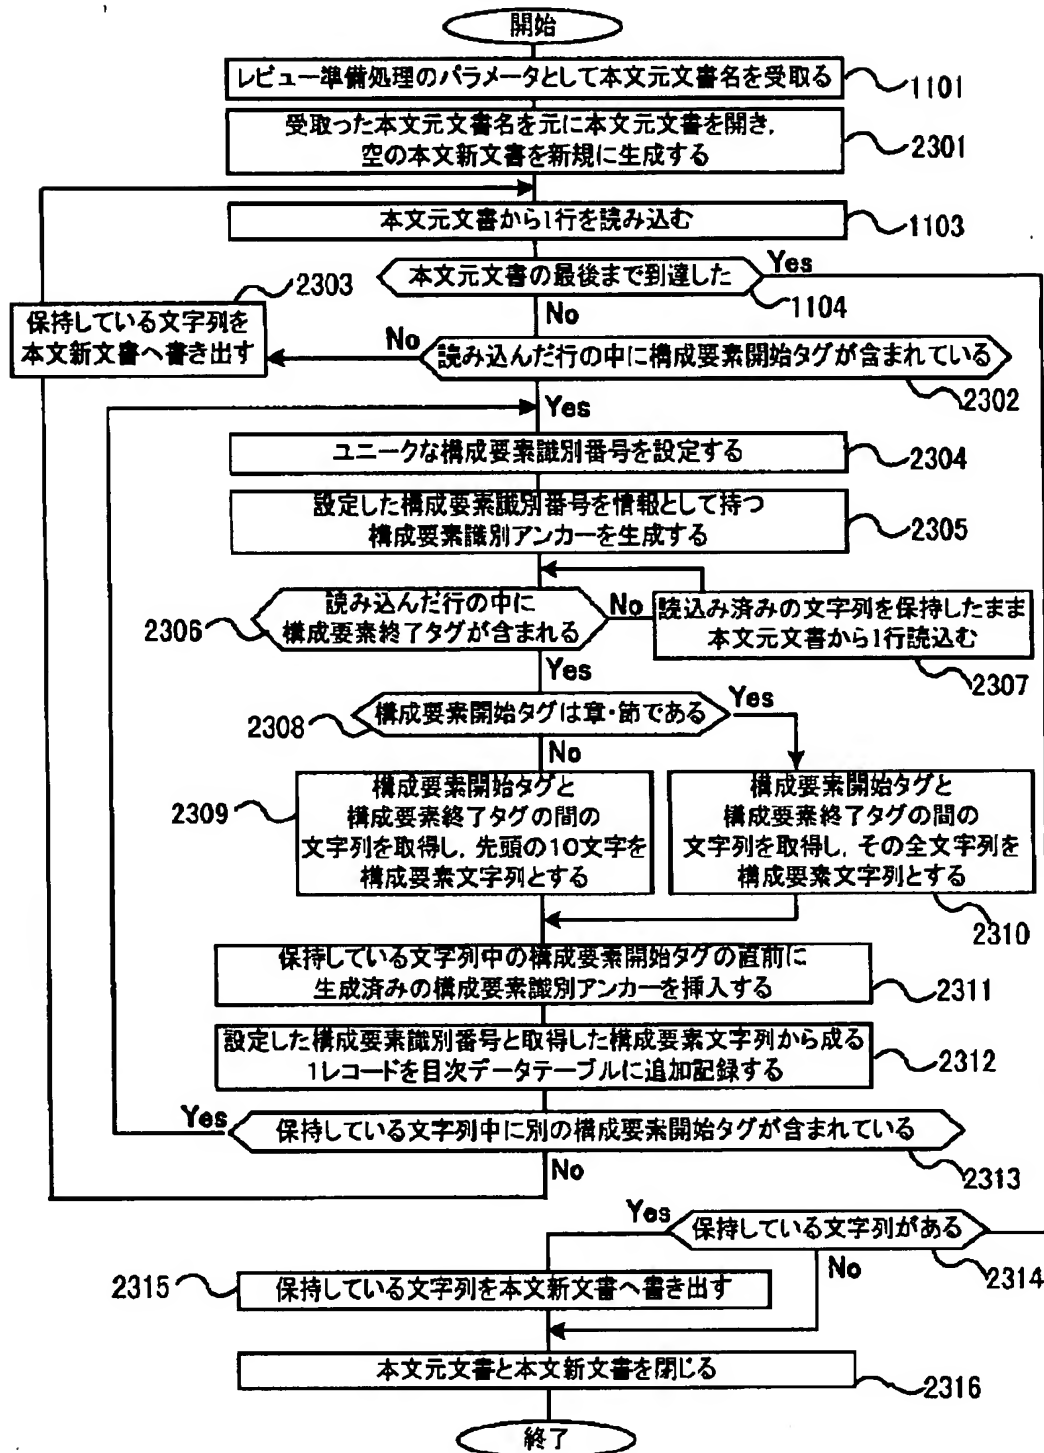 開始
レビュー準備処理のパラメータとして本文元文書名を受取る
1101
受取った本文元文書名を元に本文元文書を開き,
空の本文新文書を新規に生成する
2301
本文元文書から1行を読み込む
1103
本文元文書の最後まで到達した
Yes
1104
No
2303
保持している文字列を
本文新文書へ書き出す
No
読み込んだ行の中に構成要素開始タグが含まれている
2302
Yes
ユニークな構成要素識別番号を設定する
2304
設定した構成要素識別番号を情報として持つ
構成要素識別アンカーを生成する
2305
読み込んだ行の中に
構成要素終了タグが含まれる
2306
No
読込み済みの文字列を保持したまま
本文元文書から1行読込む
2307
Yes
構成要素開始タグは章・節である
2308
Yes
No
構成要素開始タグと
構成要素終了タグの間の
文字列を取得し, 先頭の10文字を
構成要素文字列とする
2309
構成要素開始タグと
構成要素終了タグの間の
文字列を取得し, その全文字列を
構成要素文字列とする
2310
保持している文字列中の構成要素開始タグの直前に
生成済みの構成要素識別アンカーを挿入する
2311
設定した構成要素識別番号と取得した構成要素文字列から成る
1レコードを目次データテーブルに追加記録する
2312
Yes
保持している文字列中に別の構成要素開始タグが含まれている
2313
No
Yes
保持している文字列がある
2314
No
2315
保持している文字列を本文新文書へ書き出す
本文元文書と本文新文書を閉じる
2316
終了